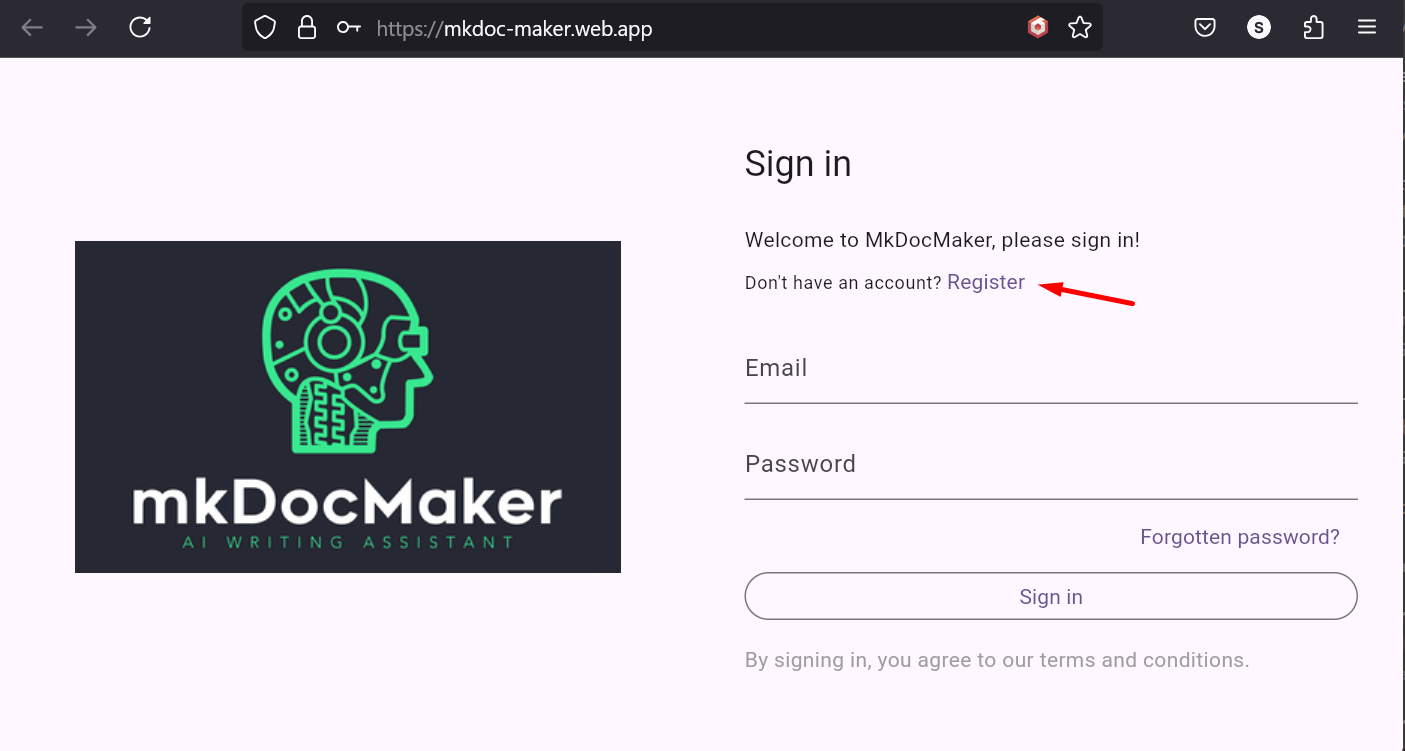 https://mkdoc-maker.web.app
S
Sign in
Welcome to MkDocMaker, please sign in!
Don't have an account? Register
Email
Password
Forgotten password?
Sign in
By signing in, you agree to our terms and conditions.
mkDocMaker
AI WRITING ASSISTANT